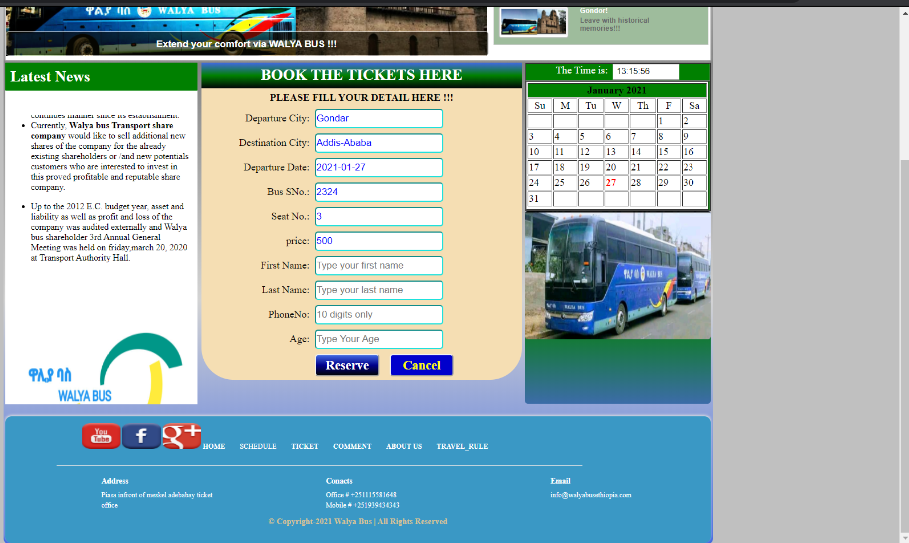 ዋልያ ባስ WALYA BUS
Extend your comfort via WALYA BUS !!!
Gondar!
Leave with historical
memories!!!
Latest News
continues manner since its establishment.
Currently, Walya bus Transport share
company would like to sell additional new
shares of the company for the already
existing shareholders or /and new potentials
customers who are interested to invest in
this proved profitable and reputable share
company.
Up to the 2012 E.C. budget year, asset and
liability as well as profit and loss of the
company was audited externally and Walya
bus shareholder 3rd Annual General
Meeting was held on friday,march 20, 2020
at Transport Authority Hall.
ዋሊያ ባስ
WALYA BUS
BOOK THE TICKETS HERE
PLEASE FILL YOUR DETAIL HERE !!!
Departure City: Gondar
Destination City: Addis-Ababa
Departure Date: 2021-01-27
Bus SNo.: 2324
Seat No.: 3
price: 500
First Name: Type your first name
Last Name: Type your last name
PhoneNo: 10 digits only
Age: Type Your Age
Reserve Cancel
The Time is: 13:15:56
January 2021
Su M Tu W Th F Sa
1 2
3 4 5 6 7 8 9
10 11 12 13 14 15 16
17 18 19 20 21 22 23
24 25 26 27 28 29 30
31
ዋሊያ ባስ WALYA BUS
You Tube f g+ HOME SCHEDULE TICKET COMMENT ABOUT US TRAVEL_RULE
Address
Piasa infront of meskel adebabay ticket
office
Conacts
Office # +251115581648
Mobile # +251939434343
Email
info@walyabusethiopia.com
© Copyright 2021 Walya Bus | All Rights Reserved